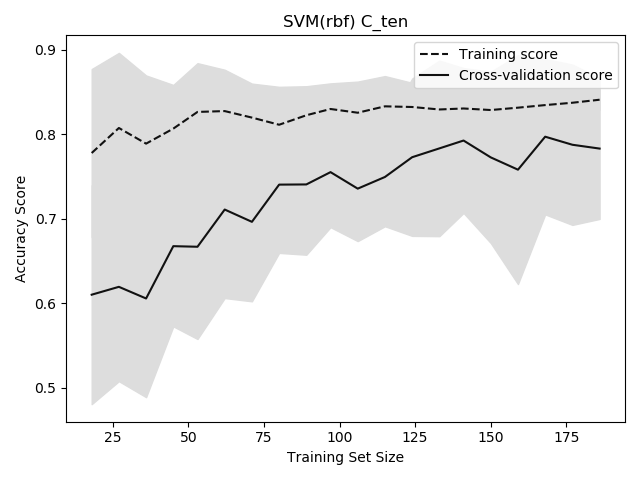 SVM(rbf) C_ten
Training score
Cross-validation score
Accuracy Score
0.9
0.8
0.7
0.6
0.5
25 50 75 100 125 150 175
Training Set Size